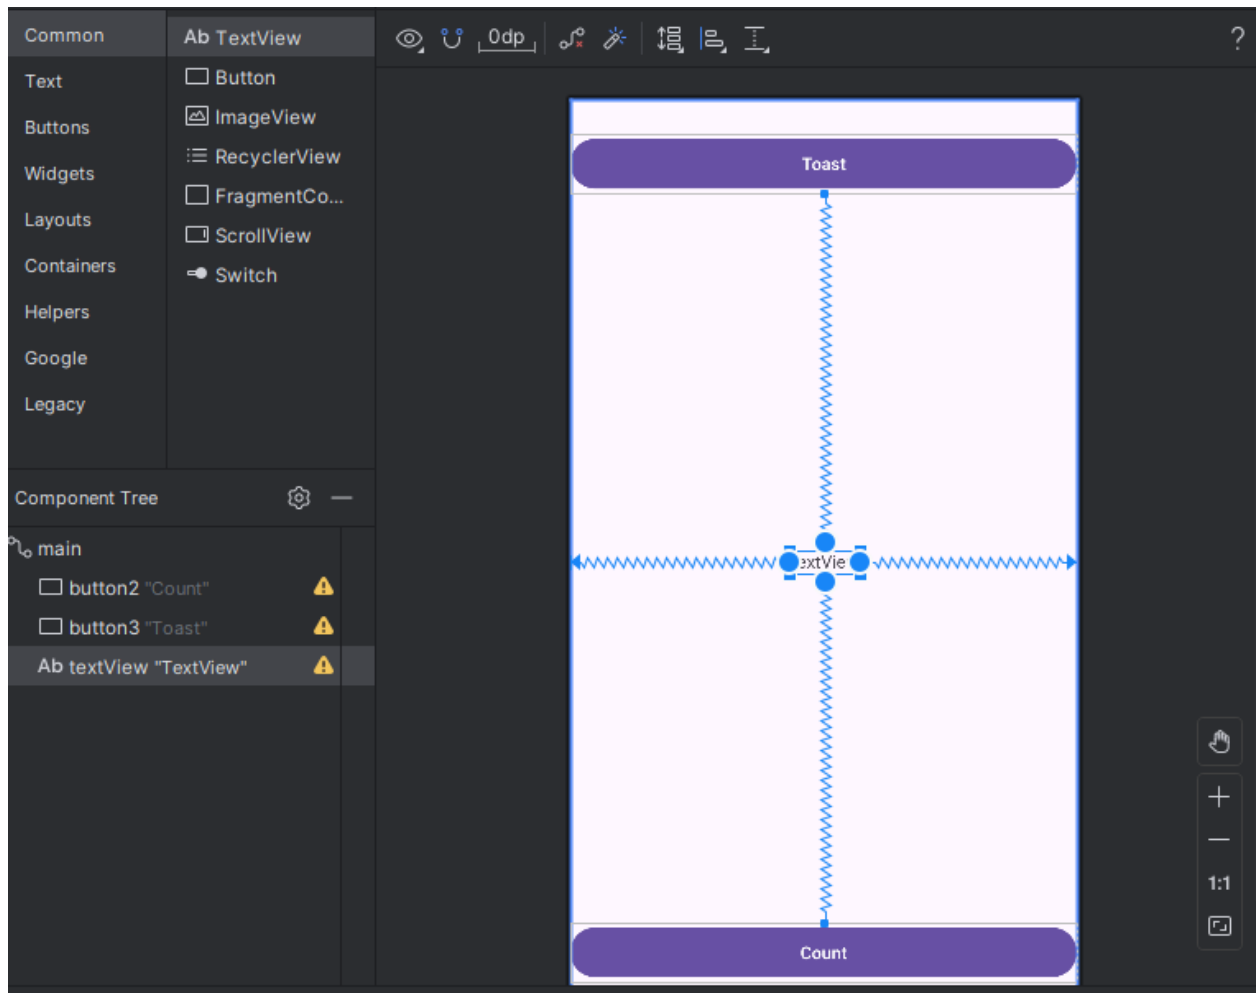 Common
Text
Buttons
Widgets
Layouts
Containers
Helpers
Google
Legacy
Ab TextView
Button
ImageView
RecyclerView
FragmentCo...
ScrollView
Switch
0dp
?
Component Tree
main
button2 "Count"
button3 "Toast"
Ab textView "TextView"
Toast
extVie
Count
1:1